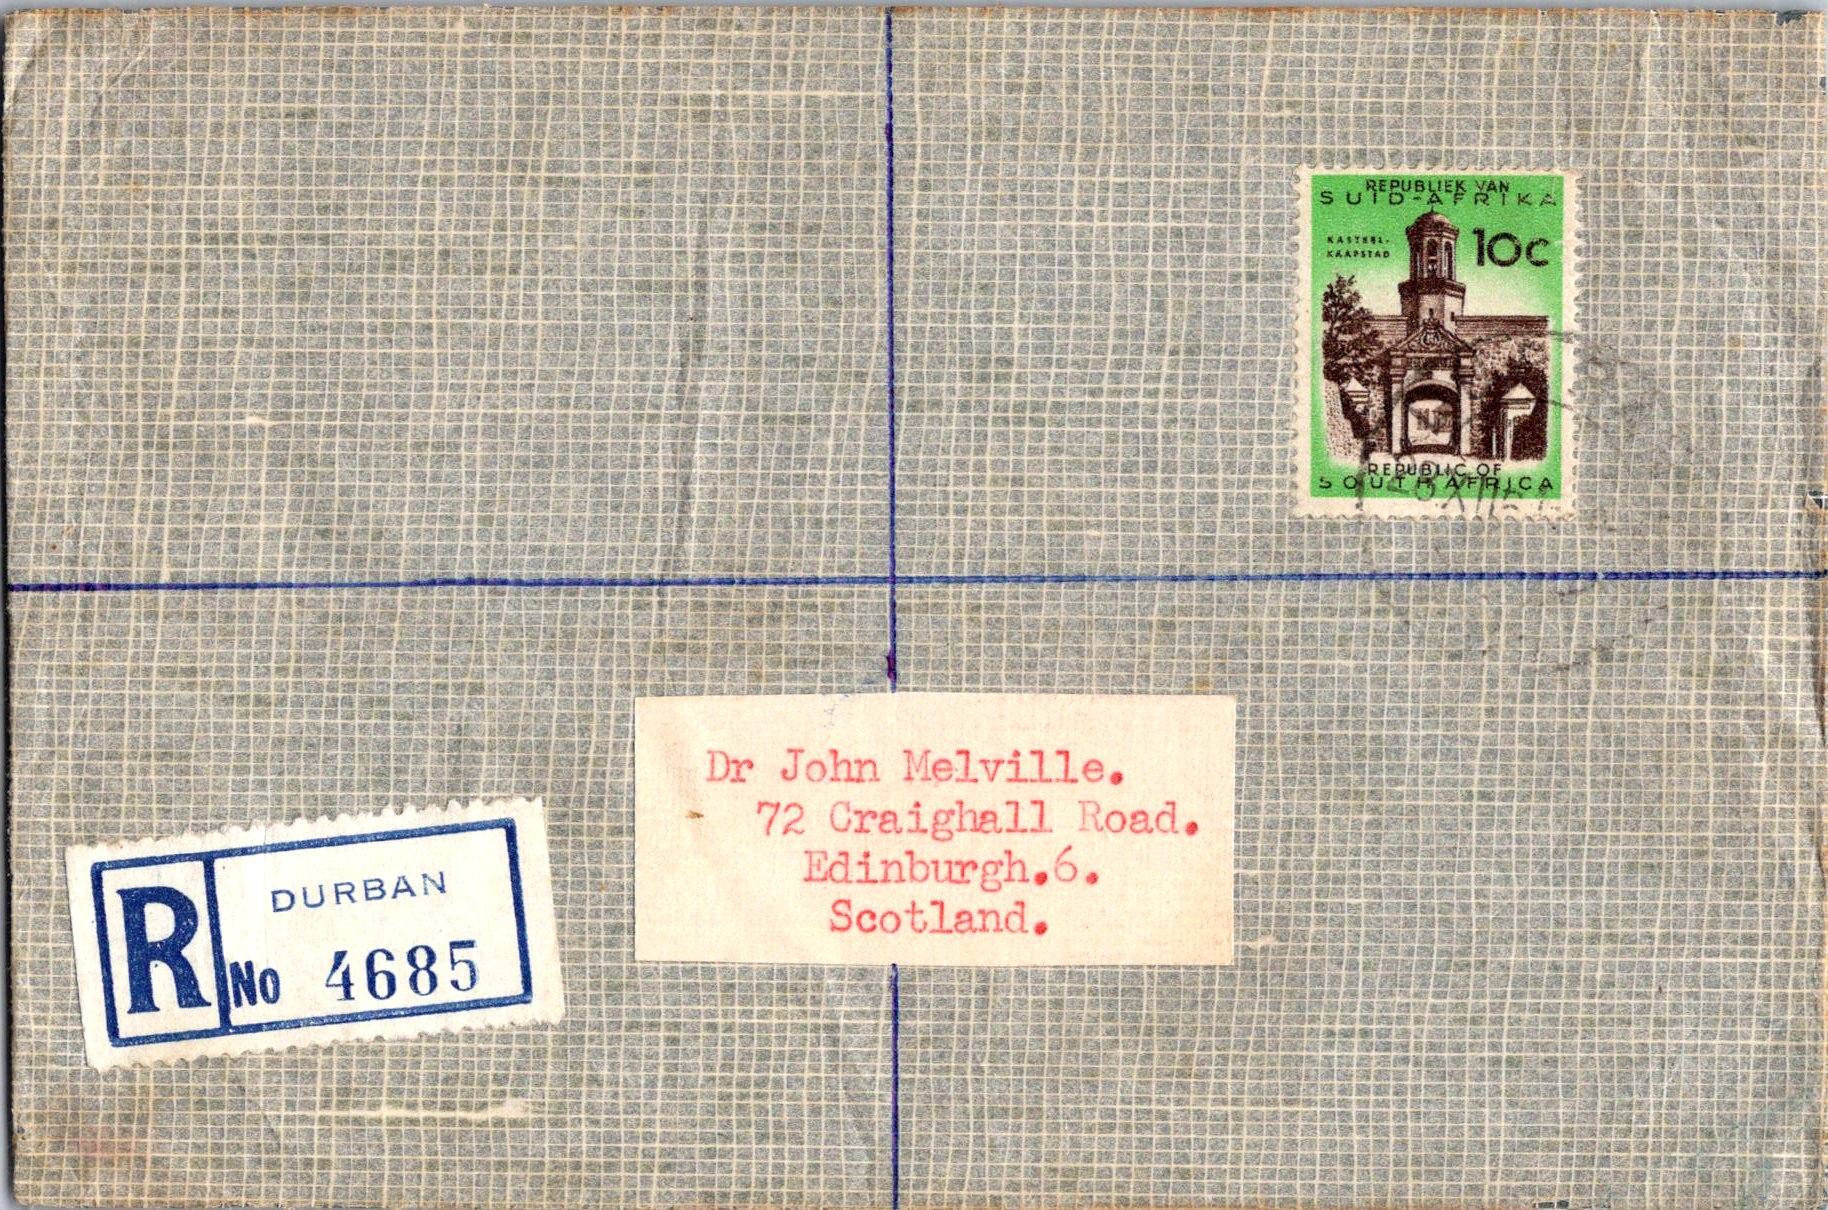 REPUBLIEK VAN
SUID-AFRIKA
KASTEEL-
KAAPSTAD
10c
REPUBLIC OF
SOUTH AFRICA
Dr John Melville.
72 Craighall Road.
Edinburgh.6.
Scotland.
R
DURBAN
No 4685